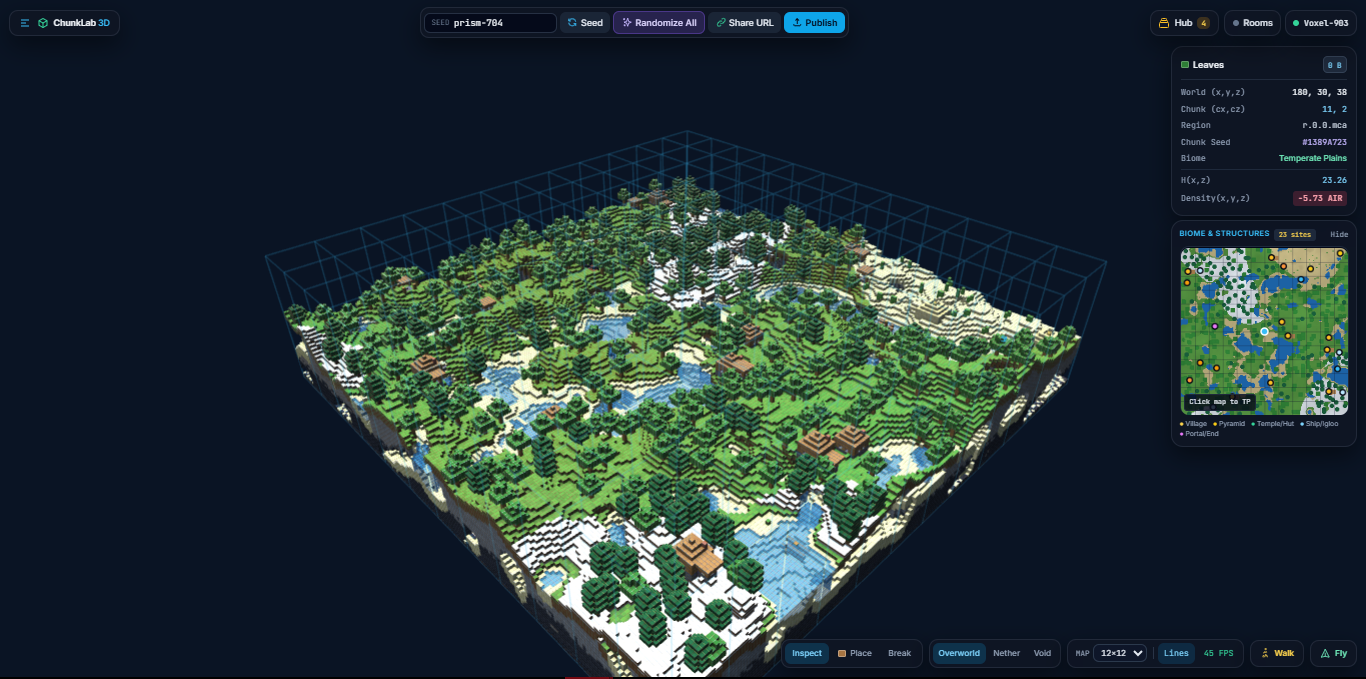 ChunkLab 3D
SEED prism-704 Seed Randomize All Share URL Publish
Hub 4 Rooms Voxel-903
Leaves 0 B
World (x,y,z) 180, 30, 38
Chunk (cx,cz) 11, 2
Region r.0.0.mca
Chunk Seed #1389A723
Biome Temperate Plains
H(x,z) 23.26
Density(x,y,z) -5.73 AIR
BIOME & STRUCTURES 23 sites Hide
Click map to TP
Village Pyramid Temple/Hut Ship/Igloo
Portal/End
Inspect Place Break Overworld Nether Void MAP 12×12 Lines 45 FPS Walk Fly